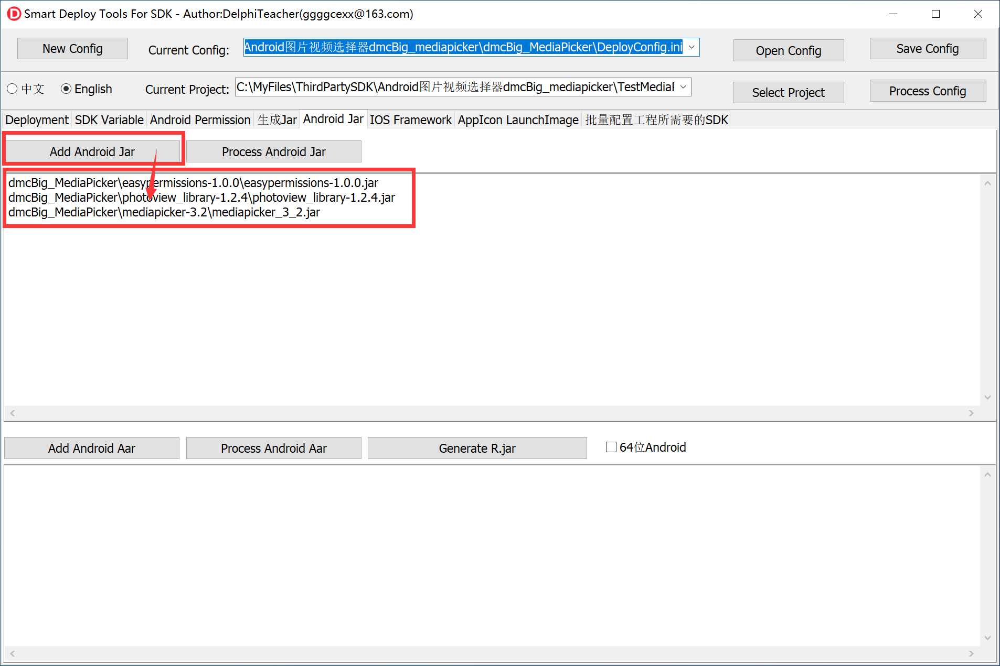 Smart Deploy Tools For SDK - Author:DelphiTeacher(ggggcexx@163.com)
New Config
Current Config:
Android图片视频选择器dmcBig_mediapicker\dmcBig_MediaPicker\DeployConfig.ini
Open Config
Save Config
中文
English
Current Project:
C:\MyFiles\ThirdPartySDK\Android图片视频选择器dmcBig_mediapicker\TestMedia
Select Project
Process Config
Deployment
SDK Variable
Android Permission
生成Jar
Android Jar
IOS Framework
AppIcon LaunchImage
批量配置工程所需要的SDK
Add Android Jar
Process Android Jar
dmcBig_MediaPicker\easypermissions-1.0.0\easypermissions-1.0.0.jar
dmcBig_MediaPicker\photoview_library-1.2.4\photoview_library-1.2.4.jar
dmcBig_MediaPicker\mediapicker-3.2\mediapicker_3_2.jar
Add Android Aar
Process Android Aar
Generate R.jar
64位Android